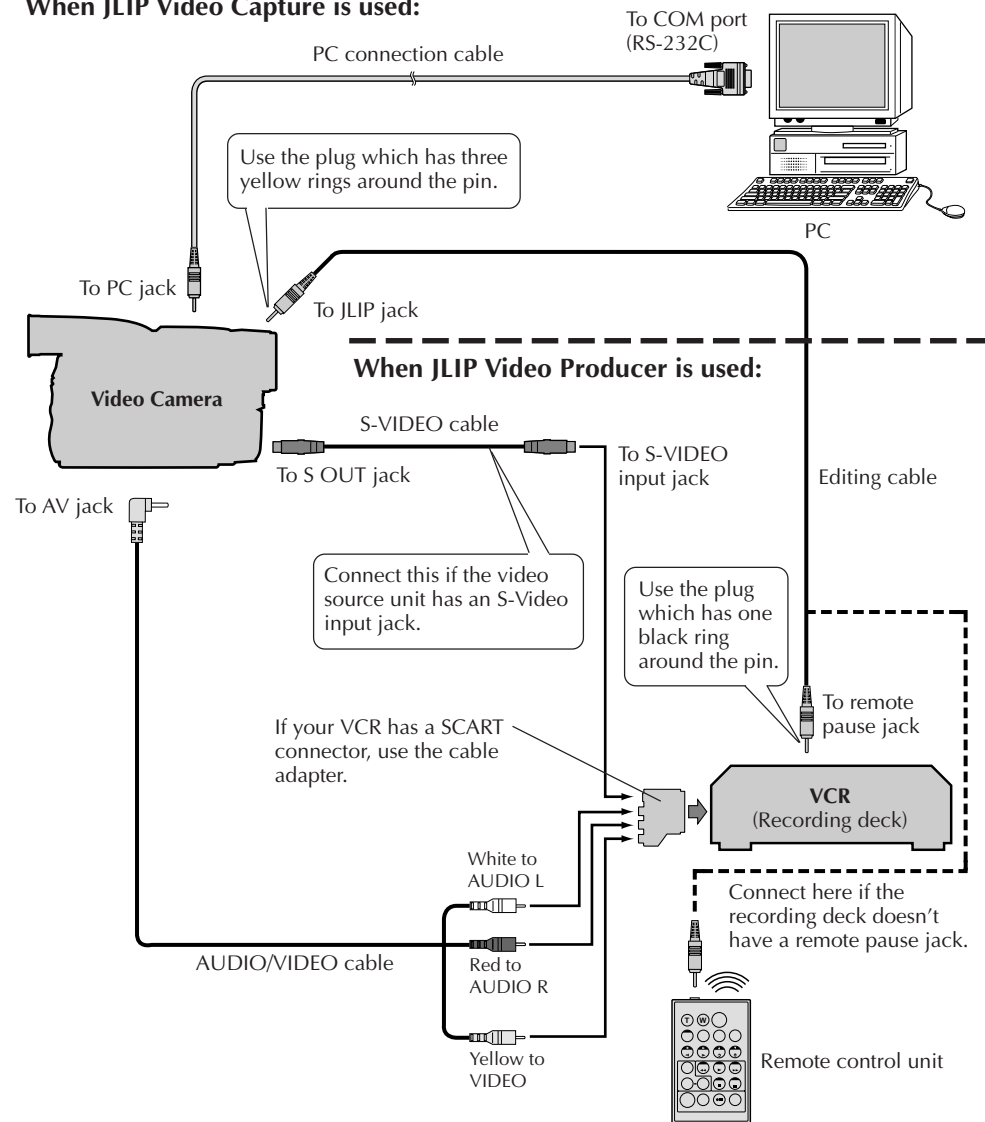 When JLIP Video Capture is used:
To COM port
(RS-232C)
PC connection cable
Use the plug which has three
yellow rings around the pin.
PC
To PC jack
To JLIP jack
When JLIP Video Producer is used:
Video Camera
S-VIDEO cable
To S OUT jack
To S-VIDEO
input jack
Editing cable
To AV jack
Connect this if the video
source unit has an S-Video
input jack.
Use the plug
which has one
black ring
around the pin.
To remote
pause jack
If your VCR has a SCART
connector, use the cable
adapter.
VCR
(Recording deck)
White to
AUDIO L
Connect here if the
recording deck doesn't
have a remote pause jack.
AUDIO/VIDEO cable
Red to
AUDIO R
T W
Remote control unit
Yellow to
VIDEO